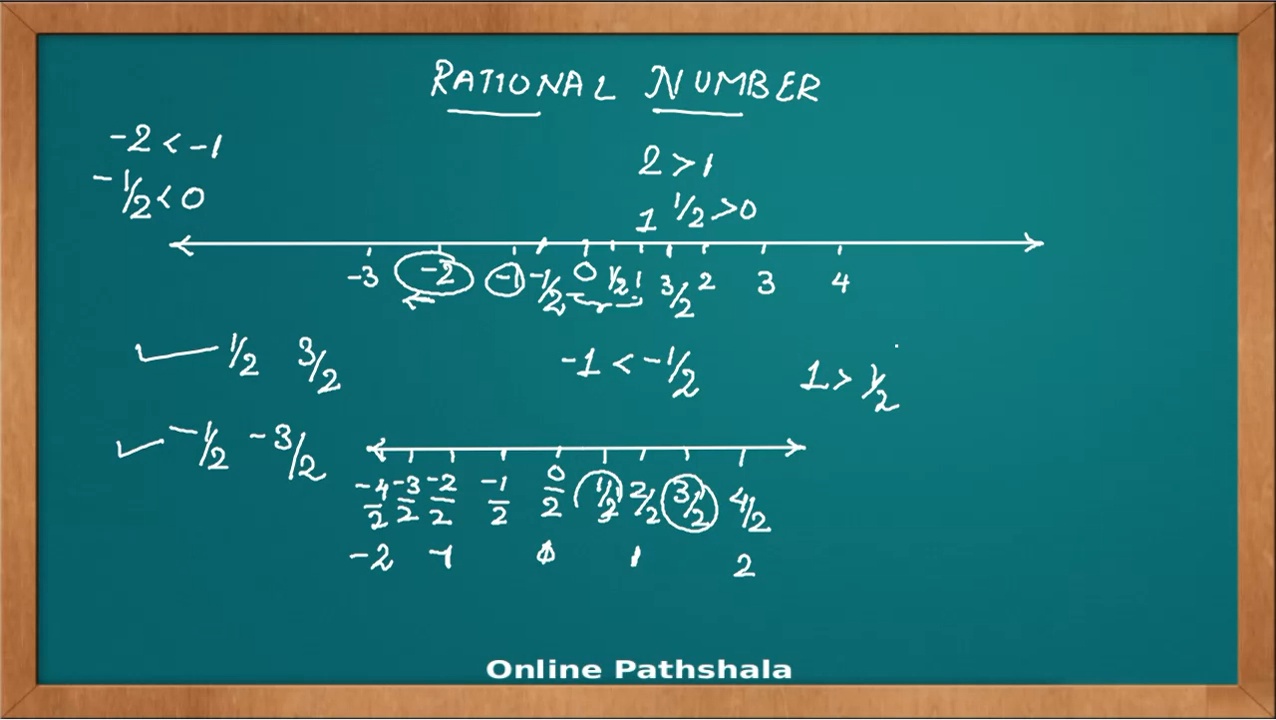 RATIONAL NUMBER
-2 < -1
2 > 1
-1/2 < 0
1 1/2 > 0
-3 -2 -1 -1/2 0 1/2 1 3/2 2 3 4
1/2 3/2
-1 < -1/2
1 > 1/2
-1/2 -3/2
-4/2 -3/2 -2/2 -1/2 0/2 1/2 2/2 3/2 4/2
-2 -1 0 1 2
Online Pathshala